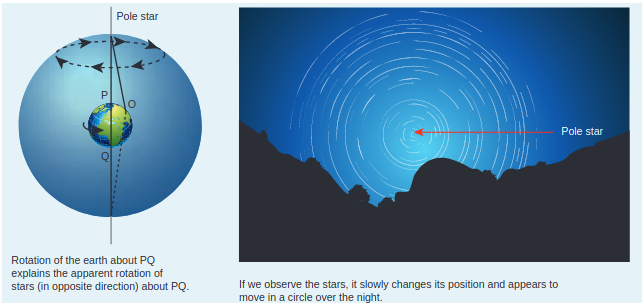 Pole star
P
O
Q
Rotation of the earth about PQ
explains the apparent rotation of
stars (in opposite direction) about PQ.
Pole star
If we observe the stars, it slowly changes its position and appears to
move in a circle over the night.